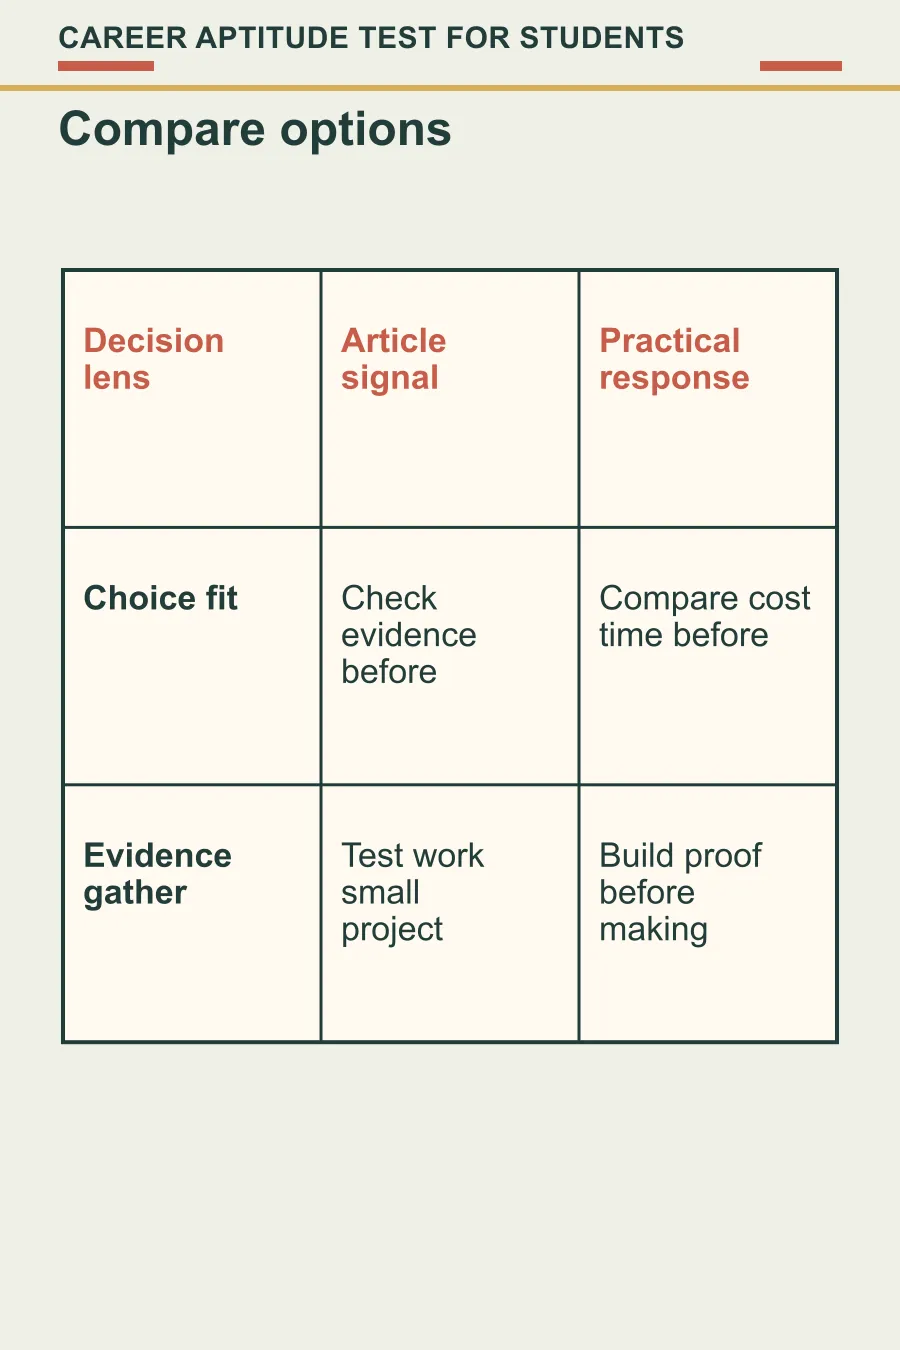 CAREER APTITUDE TEST FOR STUDENTS
Compare options
Decision
lens
Article
signal
Practical
response
Choice fit
Check
evidence
before
Compare cost
time before
Evidence
gather
Test work
small
project
Build proof
before
making